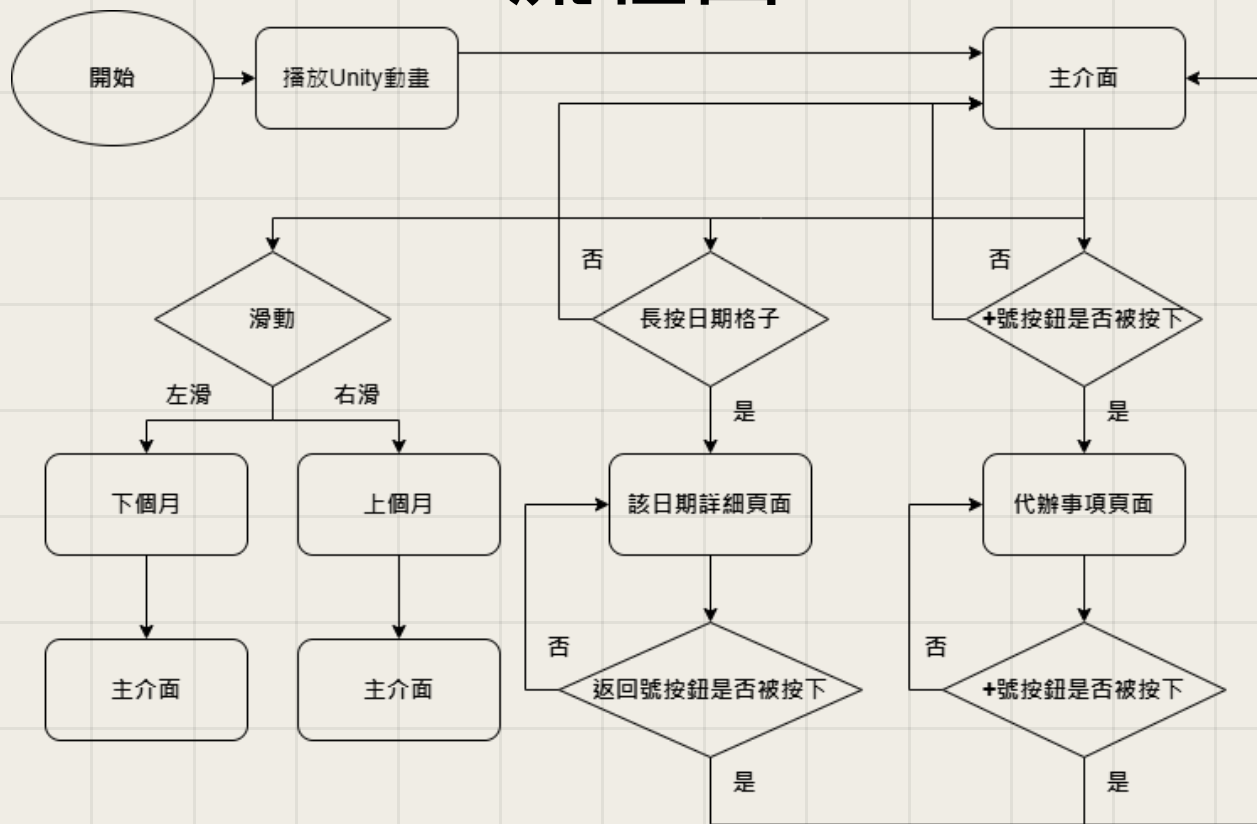 開始
播放Unity動畫
主介面
否
否
滑動
長按日期格子
+號按鈕是否被按下
左滑
右滑
是
是
下個月
上個月
該日期詳細頁面
代辦事項頁面
否
否
主介面
主介面
返回號按鈕是否被按下
+號按鈕是否被按下
是
是